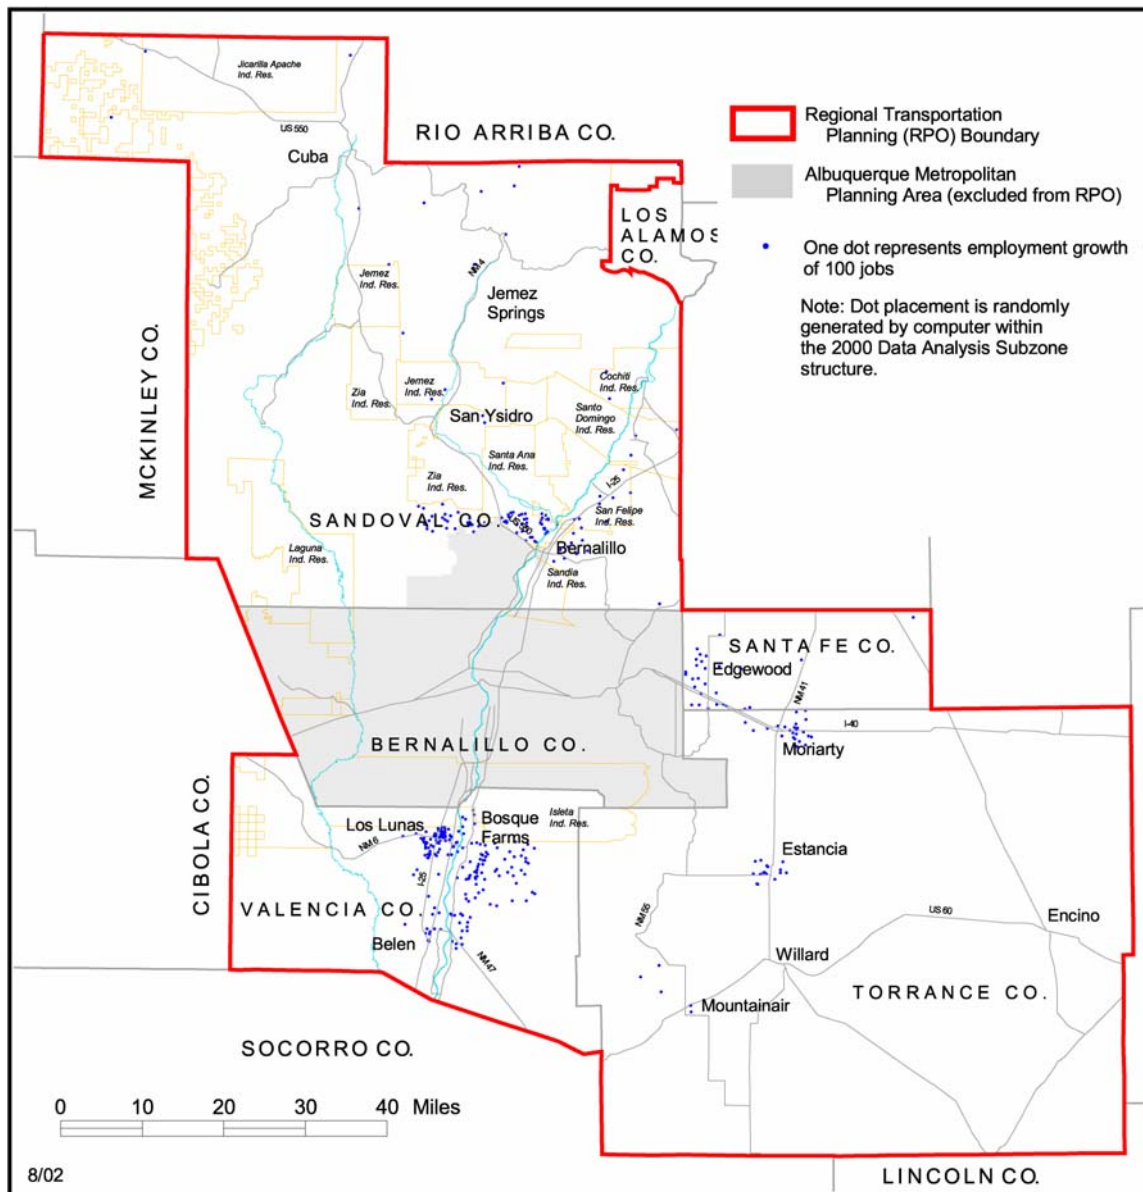 Jicarilla Apache
Ind. Res.
US 550
Cuba
RIO ARRIBA CO.
Regional Transportation
Planning (RPO) Boundary
Albuquerque Metropolitan
Planning Area (excluded from RPO)
One dot represents employment growth
of 100 jobs
Note: Dot placement is randomly
generated by computer within
the 2000 Data Analysis Subzone
structure.
LOS
ALAMOS
CO.
NM 4
Jemez
Ind. Res.
Jemez
Springs
MCKINLEY CO.
Zia
Ind. Res.
Jemez
Ind. Res.
Cochiti
Ind. Res.
San Ysidro
Santo
Domingo
Ind. Res.
Santa Ana
Ind. Res.
Zia
Ind. Res.
I-25
San Felipe
Ind. Res.
SANDOVAL CO.
US 550
Bernalillo
Laguna
Ind. Res.
Sandia
Ind. Res.
SANTA FE CO.
Edgewood
NM 41
I-40
Moriarty
BERNALILLO CO.
CIBOLA CO.
Los Lunas
Bosque
Farms
Isleta
Ind. Res.
NM 6
I-25
Estancia
VALENCIA CO.
Belen
NM 47
NM 55
US 60
Encino
Willard
Mountainair
TORRANCE CO.
SOCORRO CO.
0 10 20 30 40 Miles
8/02
LINCOLN CO.